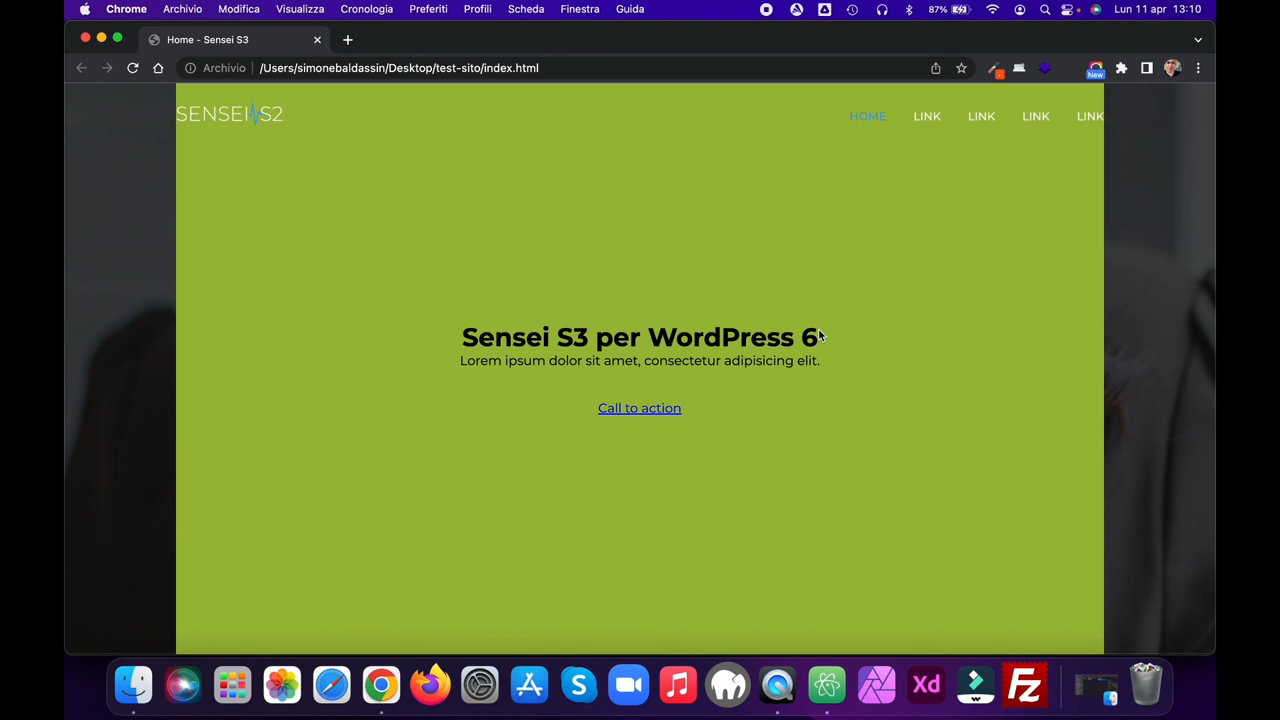 Chrome Archivio Modifica Visualizza Cronologia Preferiti Profili Scheda Finestra Guida 87% Lun 11 apr 13:10
Home - Sensei S3
Archivio /Users/simonebaldassin/Desktop/test-sito/index.html
New
SENSEI S2 HOME LINK LINK LINK LINK
Sensei S3 per WordPress 6
Lorem ipsum dolor sit amet, consectetur adipisicing elit.
Call to action
S Xd Fz